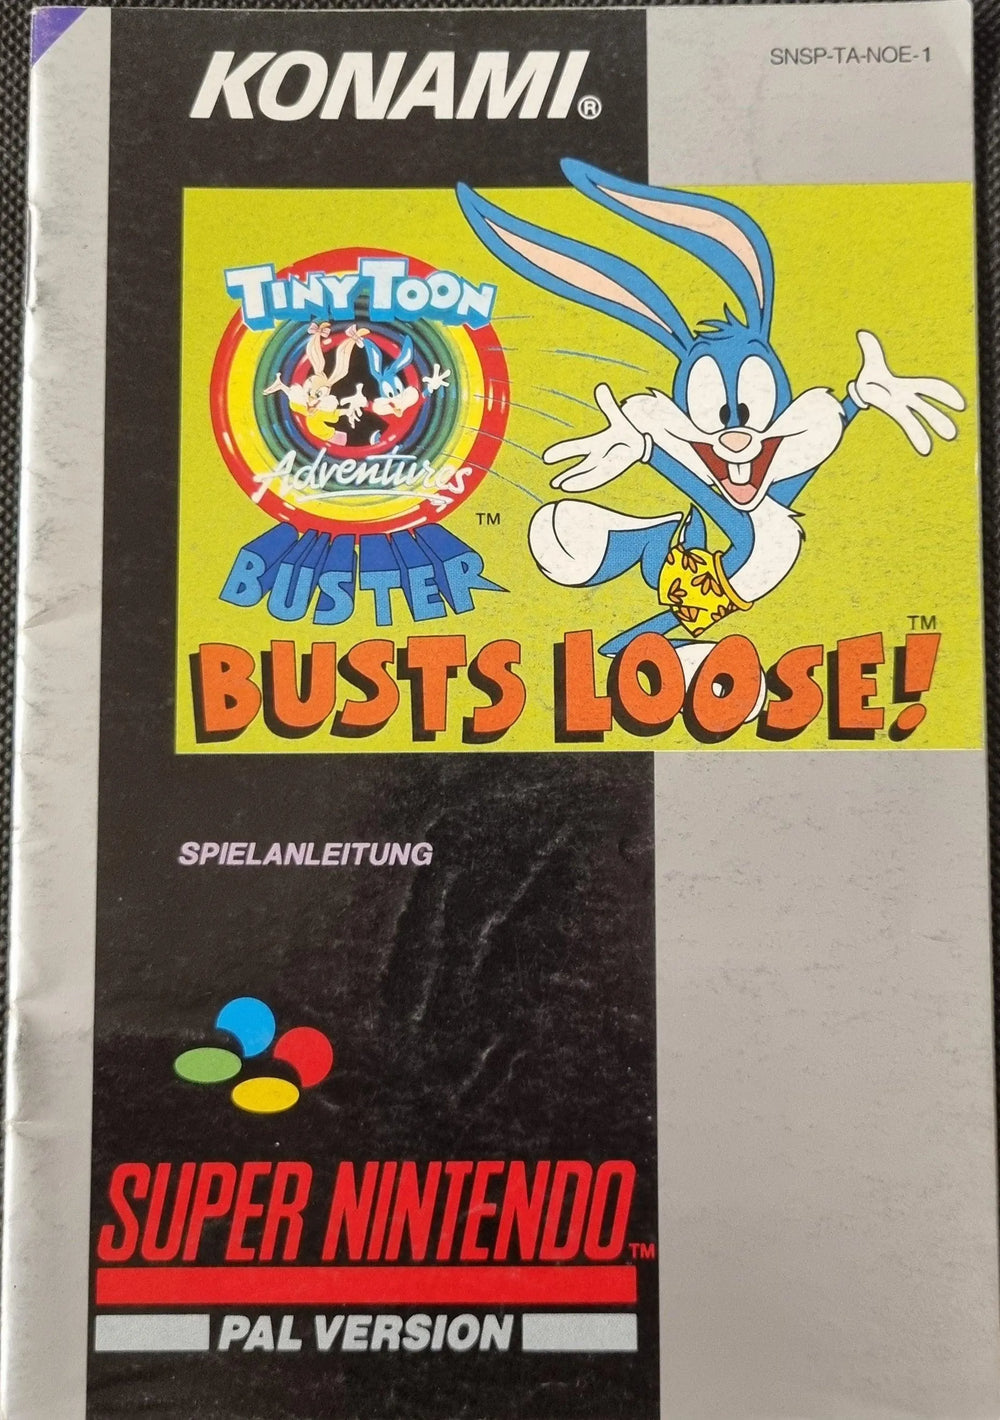 KONAMI®
SNSP-TA-NOE-1
TINY TOON
Adventures
TM
BUSTER
BUSTS LOOSE!
TM
SPIELANLEITUNG
SUPER NINTENDO TM
PAL VERSION